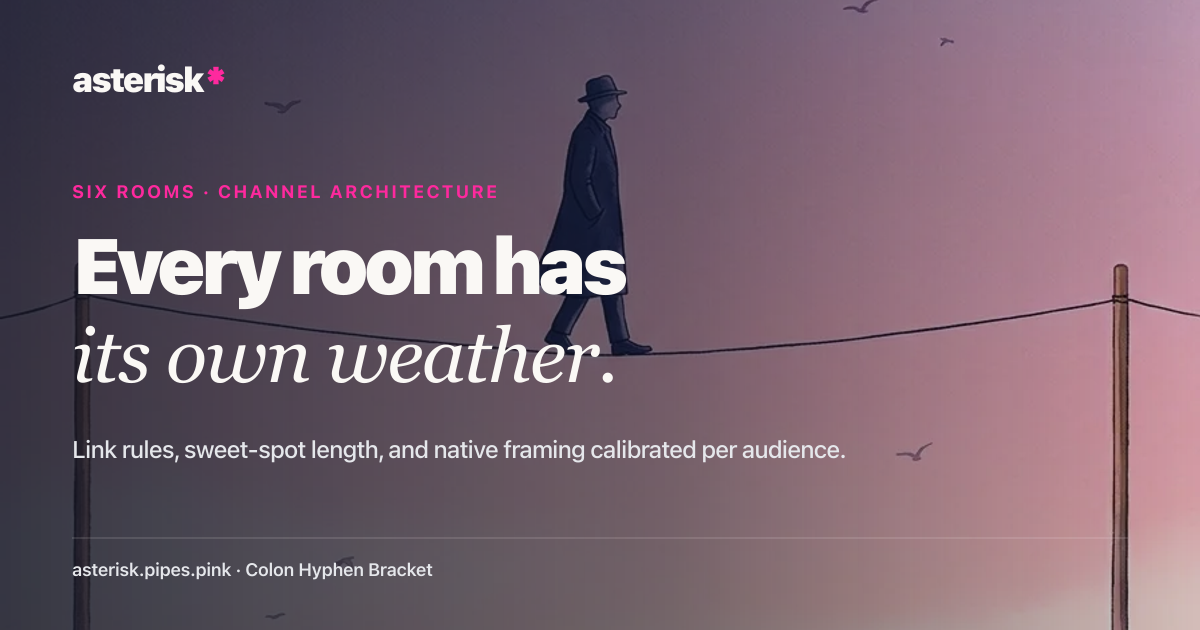 asterisk*
SIX ROOMS · CHANNEL ARCHITECTURE
Every room has
its own weather.
Link rules, sweet-spot length, and native framing calibrated per audience.
asterisk.pipes.pink · Colon Hyphen Bracket